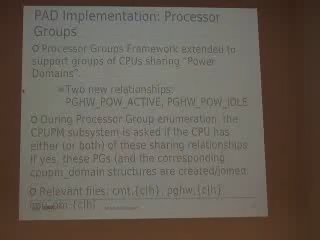 PAD Implementation: Processor
Groups
Processor Groups Framework extended to
support groups of CPUs sharing "Power
Domains".
Two new relationships:
PGHW_POW_ACTIVE, PGHW_POW_IDLE
During Processor Group enumeration, the
CPUPM subsystem is asked if the CPU has
either (or both) of these sharing relationships
If yes, these PGs (and the corresponding
cpupm_domain structures are created/joined.
Relevant files: cmt.{c|h}, pghw.{c|h},